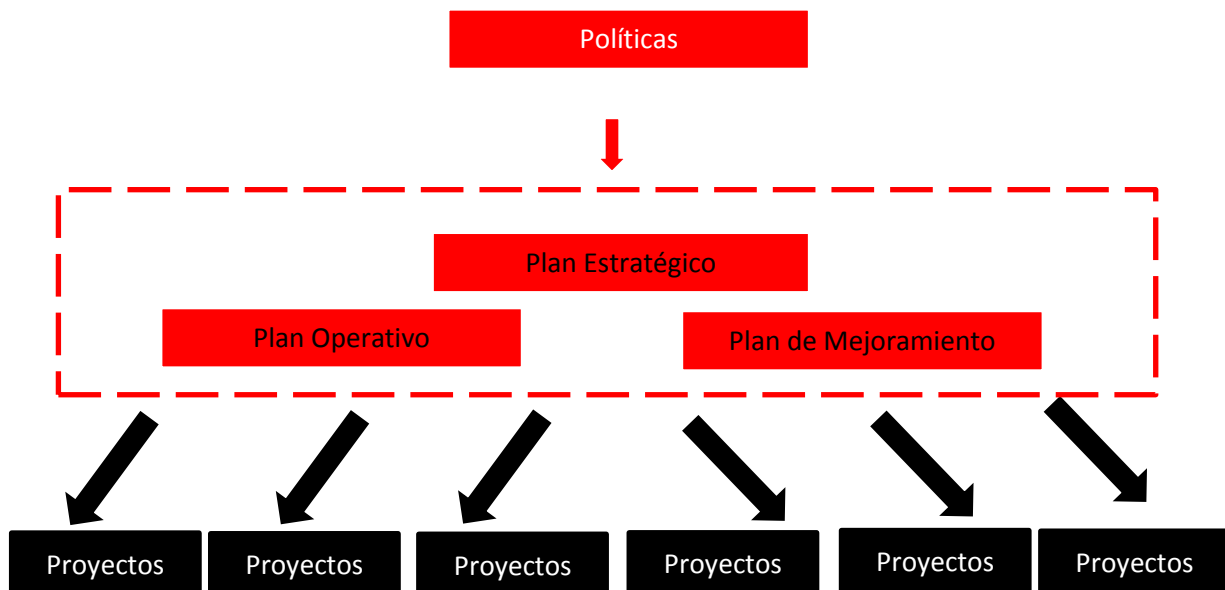 Políticas
Plan Estratégico
Plan Operativo
Plan de Mejoramiento
Proyectos
Proyectos
Proyectos
Proyectos
Proyectos
Proyectos